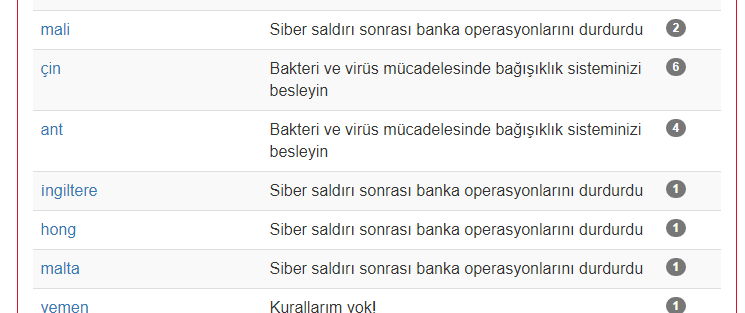 mali Siber saldırı sonrası banka operasyonlarını durdurdu 2
çin Bakteri ve virüs mücadelesinde bağışıklık sisteminizi 6
besleyin
ant Bakteri ve virüs mücadelesinde bağışıklık sisteminizi 4
besleyin
ingiltere Siber saldırı sonrası banka operasyonlarını durdurdu 1
hong Siber saldırı sonrası banka operasyonlarını durdurdu 1
malta Siber saldırı sonrası banka operasyonlarını durdurdu 1
yemen Kurallarım yok! 1